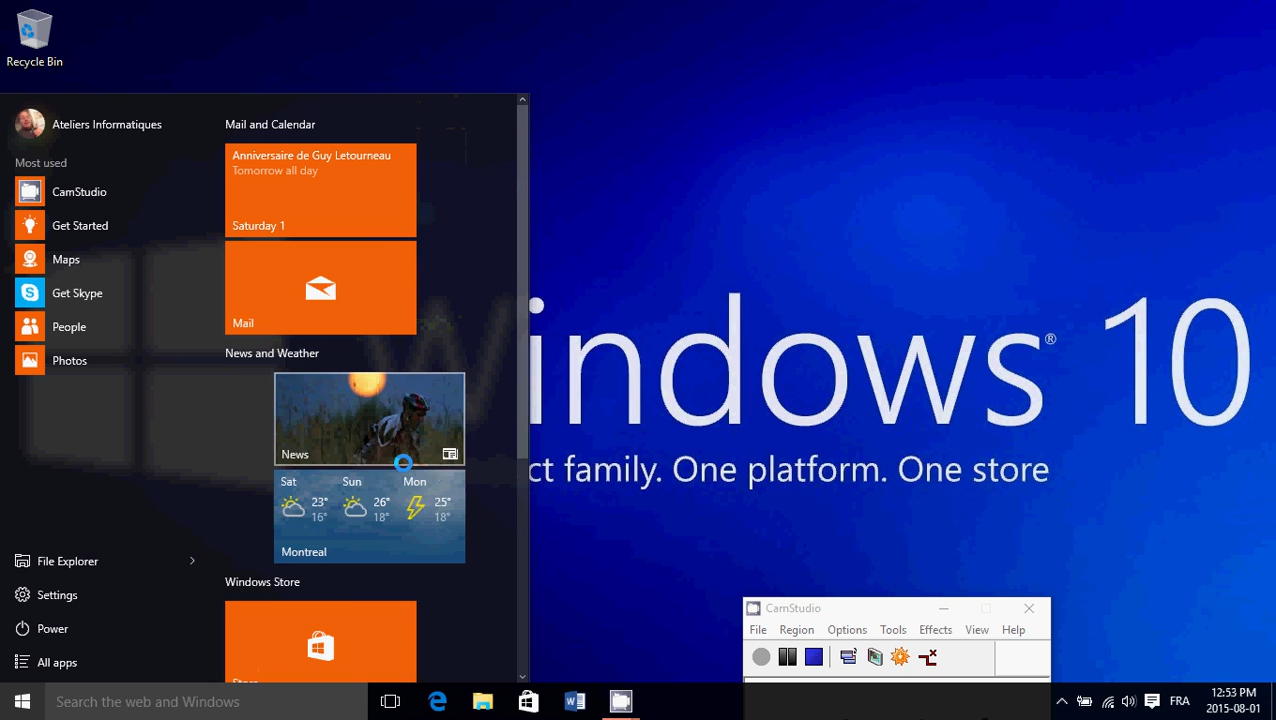 Recycle Bin
Ateliers Informatiques
Most used
CamStudio
Get Started
Maps
Get Skype
People
Photos
File Explorer
Settings
Power
All apps
Mail and Calendar
Anniversaire de Guy Letourneau
Tomorrow all day
Saturday 1
Mail
News and Weather
News
Sat Sun Mon
23° 26° 25°
16° 18° 18°
Montreal
Windows Store
indows® 10
ct family. One platform. One store
CamStudio
File Region Options Tools Effects View Help
Search the web and Windows
FRA
12:53 PM
2015-08-01